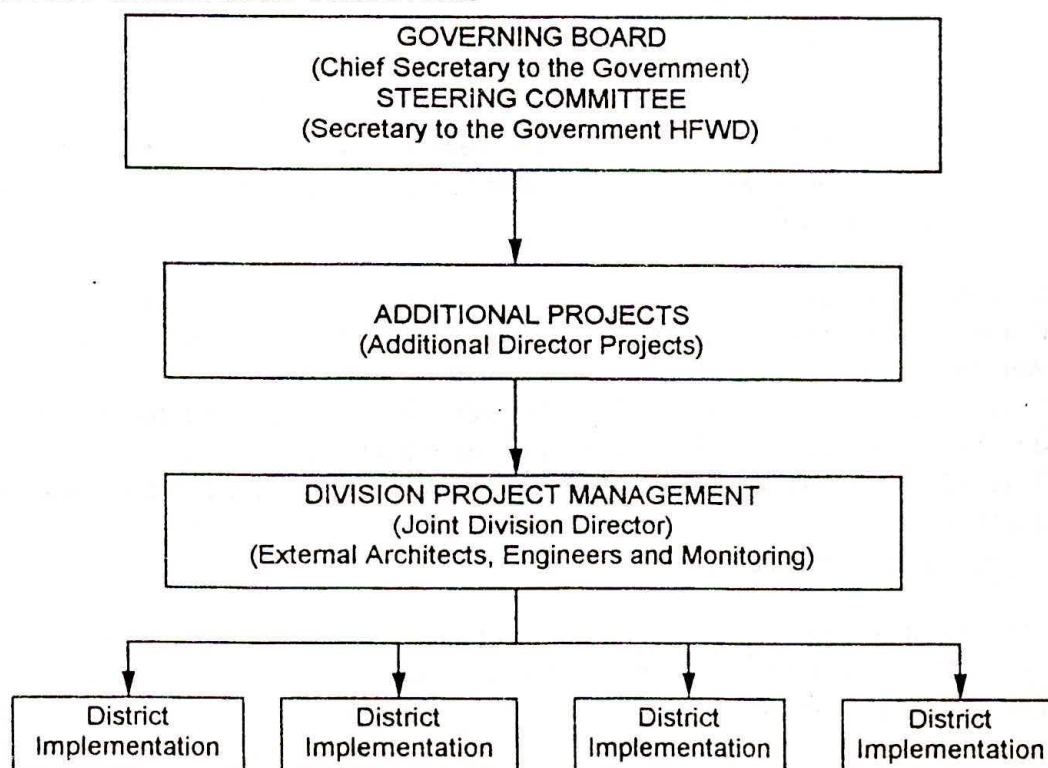 GOVERNING BOARD
(Chief Secretary to the Government)
STEERING COMMITTEE
(Secretary to the Government HFWD)
ADDITIONAL PROJECTS
(Additional Director Projects)
DIVISION PROJECT MANAGEMENT
(Joint Division Director)
(External Architects, Engineers and Monitoring)
District
Implementation
District
Implementation
District
Implementation
District
Implementation